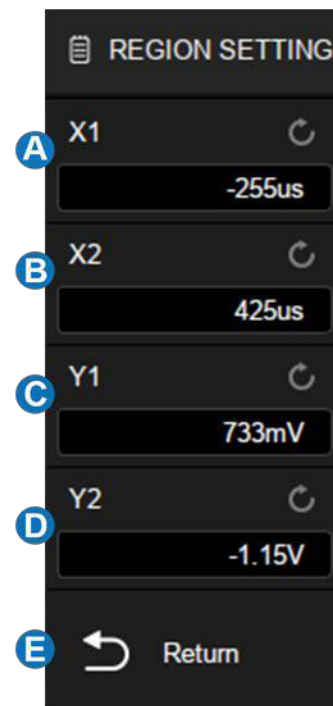 REGION SETTING
A X1
-255us
B X2
425us
C Y1
733mV
D Y2
-1.15V
E Return